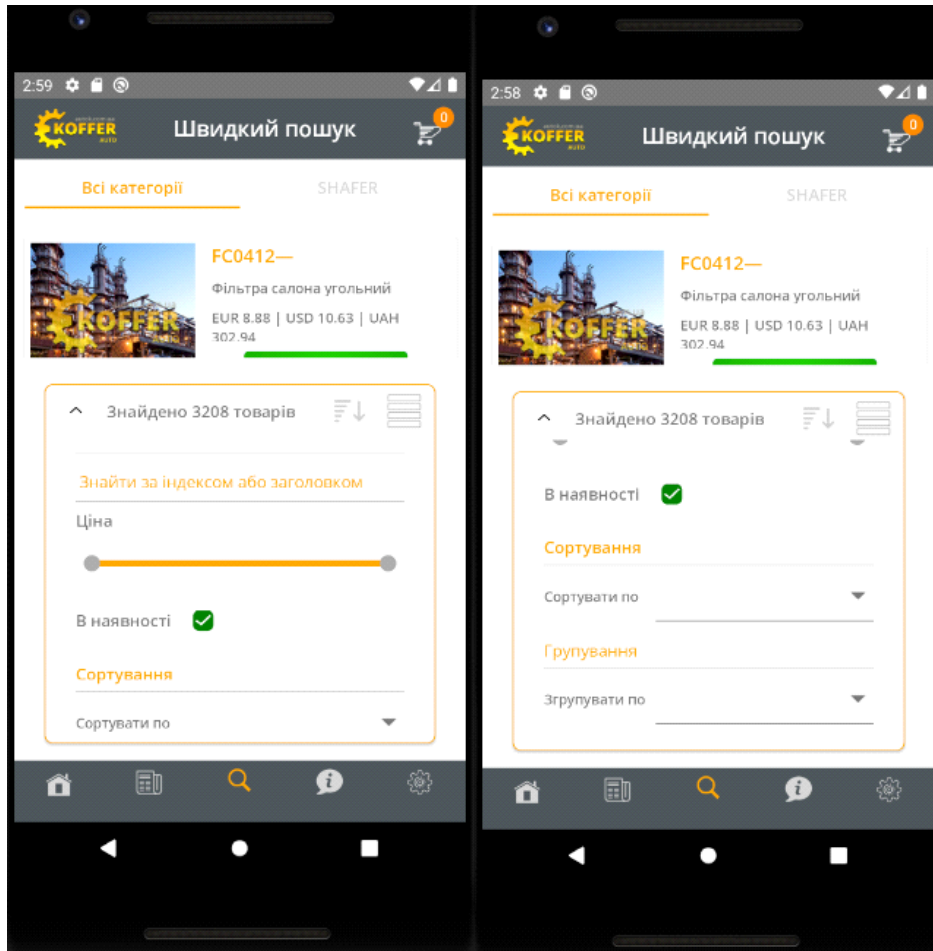 2:59
KOFFER
AUTO
Швидкий пошук
0
Всі категорії
SHAFER
KOFFER
FC0412—
Фільтра салона угольний
EUR 8.88 | USD 10.63 | UAH
302.94
Знайдено 3208 товарів
Знайти за індексом або заголовком
Ціна
В наявності
Сортування
Сортувати по
2:58
KOFFER
AUTO
Швидкий пошук
0
Всі категорії
SHAFER
KOFFER
FC0412—
Фільтра салона угольний
EUR 8.88 | USD 10.63 | UAH
302.94
Знайдено 3208 товарів
В наявності
Сортування
Сортувати по
Групування
Згрупувати по